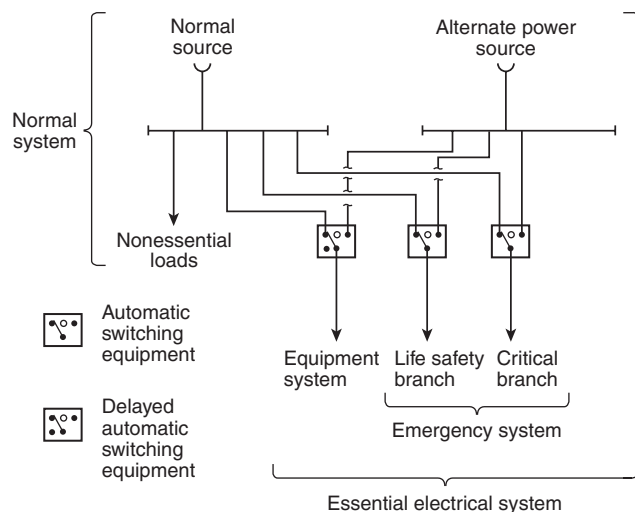 Normal
source
Alternate power
source
Normal
system
Nonessential
loads
Automatic
switching
equipment
Delayed
automatic
switching
equipment
Equipment
system
Life safety
branch
Critical
branch
Emergency system
Essential electrical system